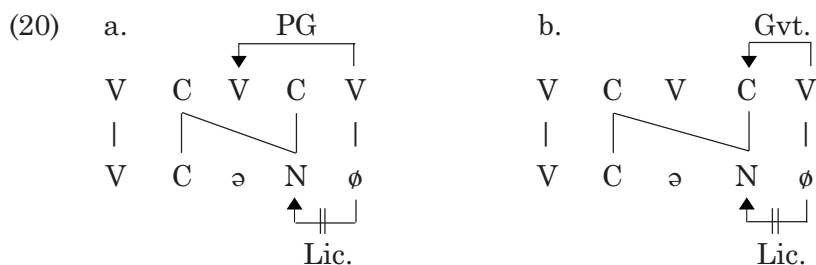 (20) a. PG b. Gvt.
V C V C V V C V C V
V C ə N ø V C ə N ø
Lic. Lic.